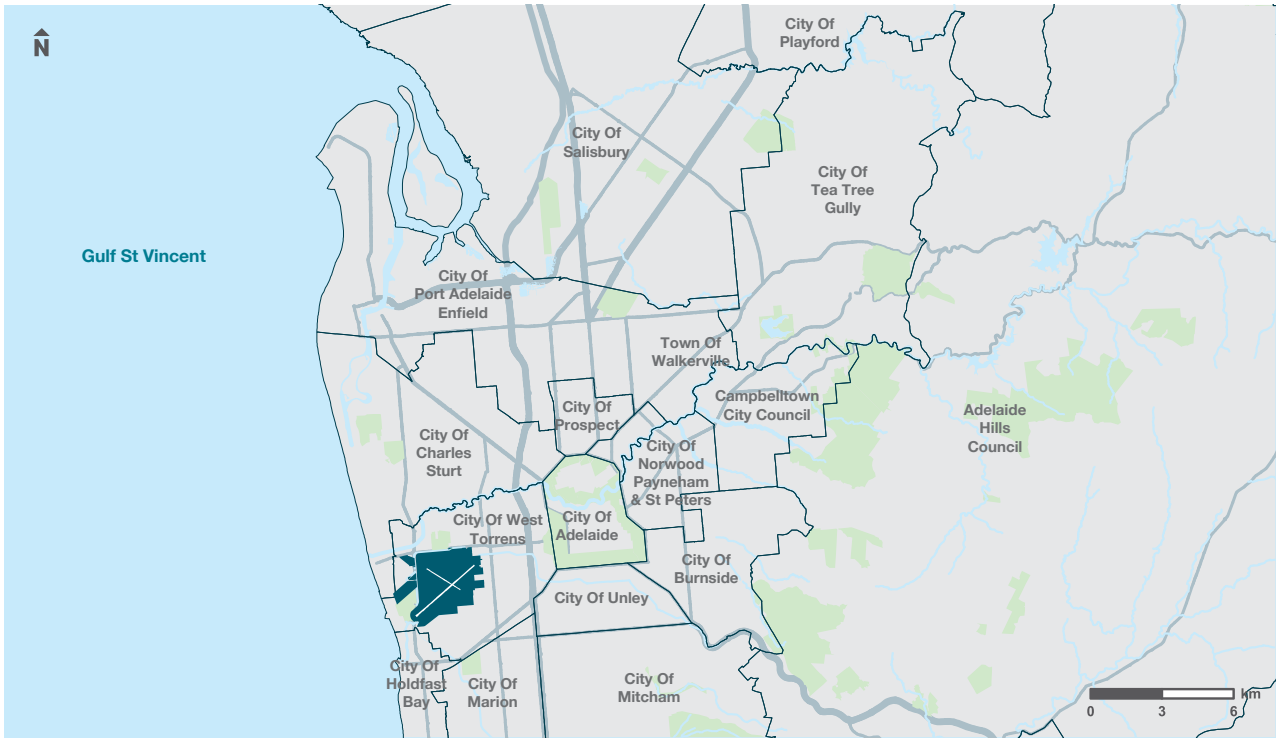 N
City Of
Playford
City Of
Salisbury
City Of
Tea Tree
Gully
Gulf St Vincent
City Of
Port Adelaide
Enfield
Town Of
Walkerville
Campbelltown
City Council
City Of
Prospect
Adelaide
Hills
Council
City Of
Charles
Sturt
City Of
Norwood
Payneham
& St Peters
City Of West
Torrens
City Of
Adelaide
City Of
Burnside
City Of Unley
City Of
Holdfast
Bay
City Of
Marion
City Of
Mitcham
km
0 3 6